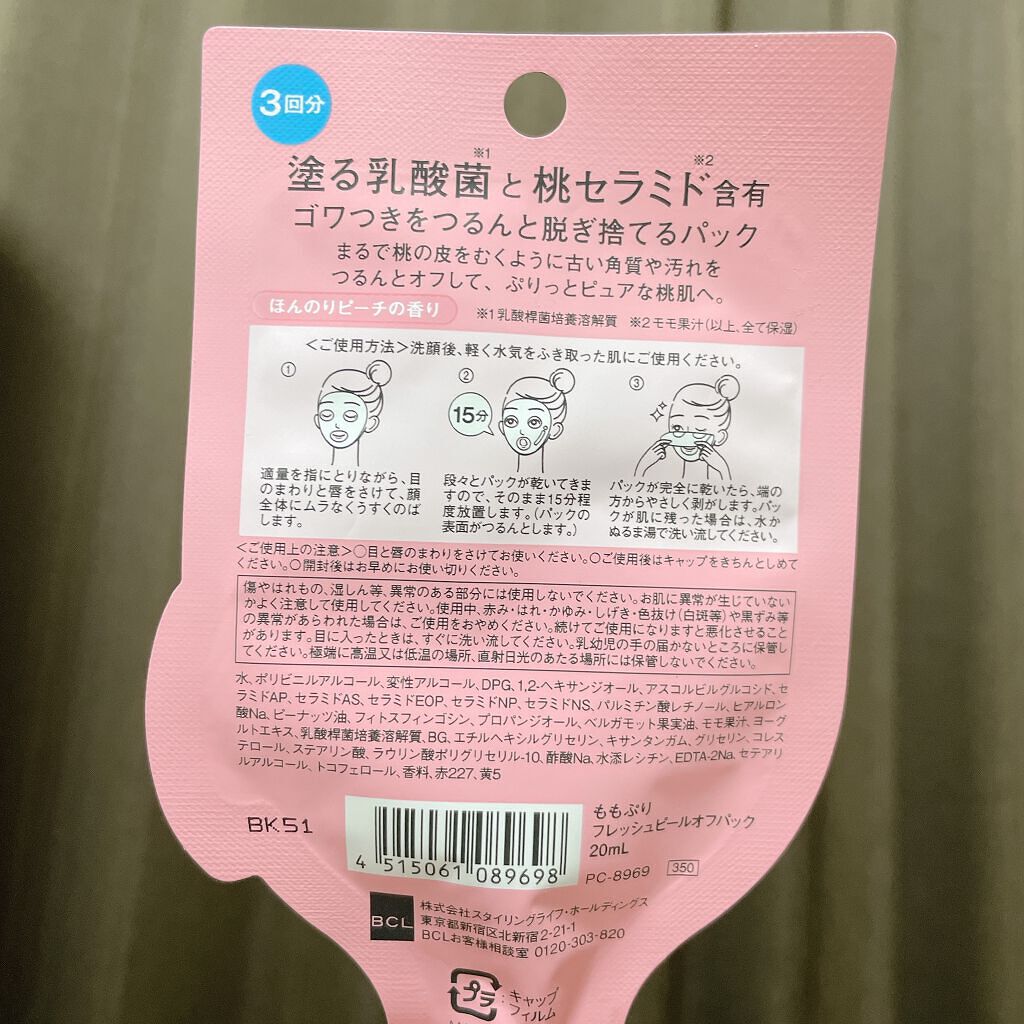 3回分
塗る乳酸菌※1と桃セラミド※2含有
ゴワつきをつるんと脱ぎ捨てるパック
まるで桃の皮をむくように古い角質や汚れを
つるんとオフして、ぷりっとピュアな桃肌へ。
ほんのりピーチの香り ※1乳酸桿菌培養溶解質 ※2モモ果汁(以上、全て保湿)
<ご使用方法>洗顔後、軽く水気をふき取った肌にご使用ください。
①
適量を指にとりながら、目
のまわりと唇をさけて、顔
全体にムラなくうすくのば
します。
②
15分
段々とパックが乾いてきま
すので、そのまま15分程
度放置します。(パックの
表面がつるんとします。)
③
パックが完全に乾いたら、端の
方からやさしく剥がします。パッ
クが肌に残った場合は、水か
ぬるま湯で洗い流してください。
<ご使用上の注意>○目と唇のまわりをさけてお使いください。○ご使用後はキャップをきちんとしめて
ください。○開封後はお早めにお使い切りください。
傷やはれもの、湿しん等、異常のある部分には使用しないでください。お肌に異常が生じていない
かよく注意して使用してください。使用中、赤み・はれ・かゆみ・しげき・色抜け(白斑等)や黒ずみ等
の異常があらわれた場合は、ご使用をおやめください。続けてご使用になりますと悪化させること
があります。目に入ったときは、すぐに洗い流してください。乳幼児の手の届かないところに保管し
てください。極端に高温又は低温の場所、直射日光のあたる場所には保管しないでください。
水、ポリビニルアルコール、変性アルコール、DPG、1,2-ヘキサンジオール、アスコルビルグルコシド、セ
ラミドAP、セラミドAS、セラミドEOP、セラミドNP、セラミドNS、パルミチン酸レチノール、ヒアルロン
酸Na、ピーナッツ油、フィトスフィンゴシン、プロパンジオール、ベルガモット果実油、モモ果汁、ヨーグ
ルトエキス、乳酸桿菌培養溶解質、BG、エチルヘキシルグリセリン、キサンタンガム、グリセリン、コレス
テロール、ステアリン酸、ラウリン酸ポリグリセリル-10、酢酸Na、水添レシチン、EDTA-2Na、セテアリ
ルアルコール、トコフェロール、香料、赤227、黄5
BK51
4 515061 089698
ももぷり
フレッシュピールオフパック
20mL
PC-8969 350
BCL
株式会社スタイリングライフ・ホールディングス
東京都新宿区北新宿2-21-1
BCLお客様相談室 0120-303-820
プラ :キャップ
フィルム